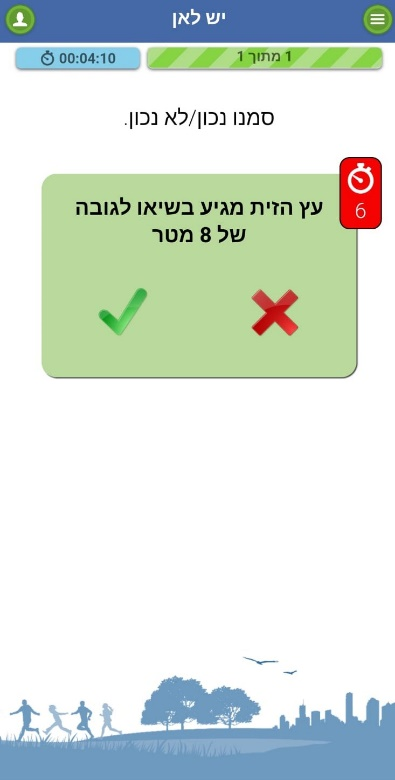 יש לאן
00:04:10
1 מתוך 1
סמנו נכון/לא נכון.
6
עץ הזית מגיע בשיאו לגובה
של 8 מטר